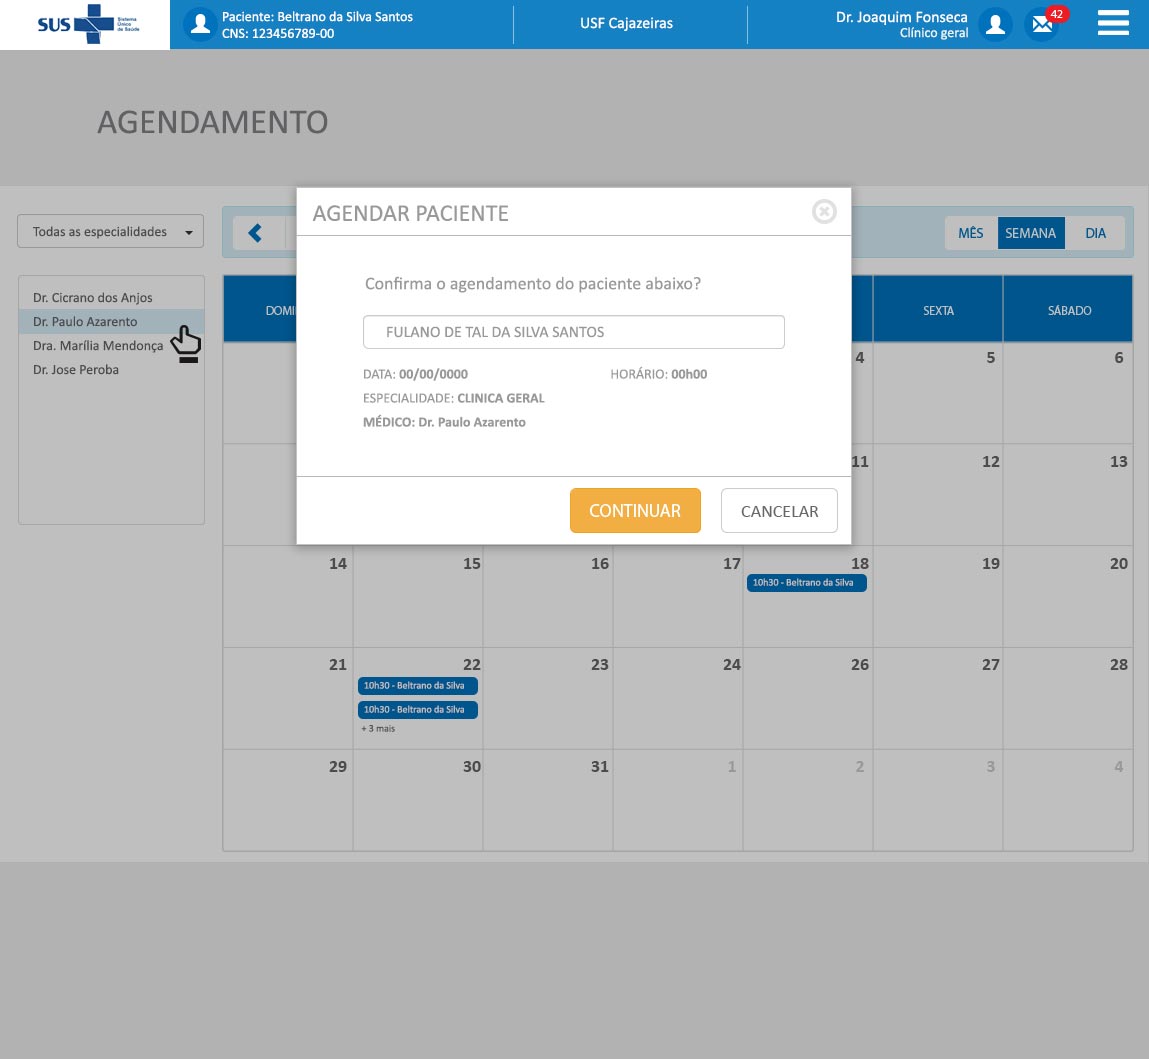 SUS Sistema Único de Saúde
Paciente: Beltrano da Silva Santos
CNS: 123456789-00
USF Cajazeiras
Dr. Joaquim Fonseca
Clínico geral
42
AGENDAMENTO
Todas as especialidades
Dr. Cicrano dos Anjos
Dr. Paulo Azarento
Dra. Marília Mendonça
Dr. Jose Peroba
MÊS SEMANA DIA
AGENDAR PACIENTE
Confirma o agendamento do paciente abaixo?
FULANO DE TAL DA SILVA SANTOS
DATA: 00/00/0000 HORÁRIO: 00h00
ESPECIALIDADE: CLINICA GERAL
MÉDICO: Dr. Paulo Azarento
CONTINUAR CANCELAR
SEXTA SÁBADO
4 5 6
11 12 13
14 15 16 17 18 19 20
10h30 - Beltrano da Silva
21 22 23 24 26 27 28
10h30 - Beltrano da Silva
10h30 - Beltrano da Silva
+ 3 mais
29 30 31 1 2 3 4